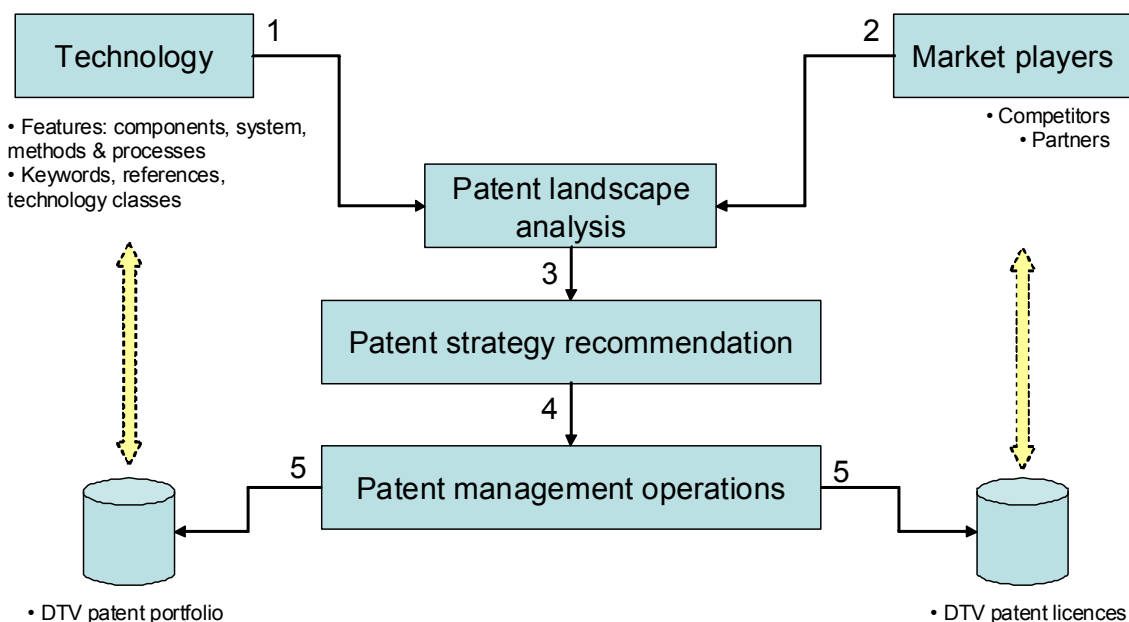 1
Technology
2
Market players
• Features: components, system,
methods & processes
• Keywords, references,
technology classes
• Competitors
• Partners
Patent landscape
analysis
3
Patent strategy recommendation
4
Patent management operations
5
5
• DTV patent portfolio
• DTV patent licences